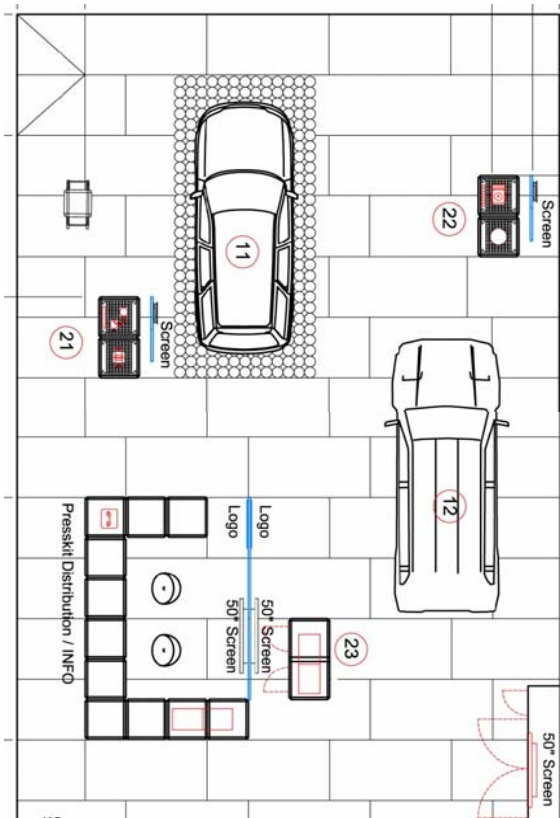 11
22
Screen
21
Screen
12
Logo
Logo
Presskit Distribution / INFO
50" Screen
50" Screen
23
50" Screen